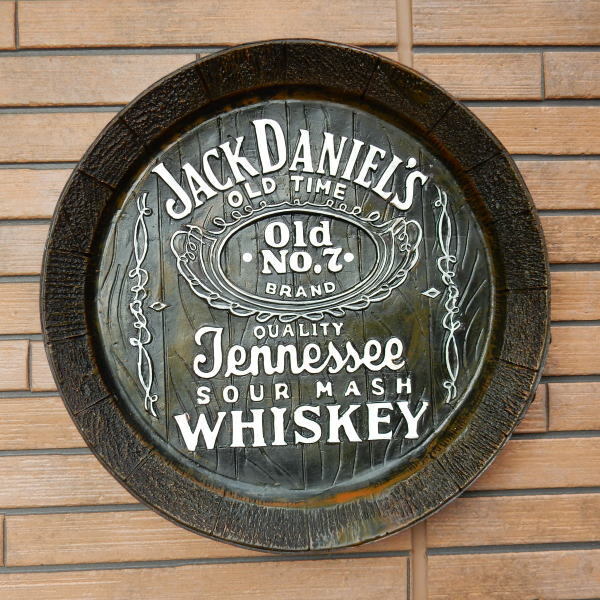 JACK DANIEL'S
OLD TIME
Old
·NO.7·
BRAND
QUALITY
Tennessee
SOUR MASH
WHISKEY